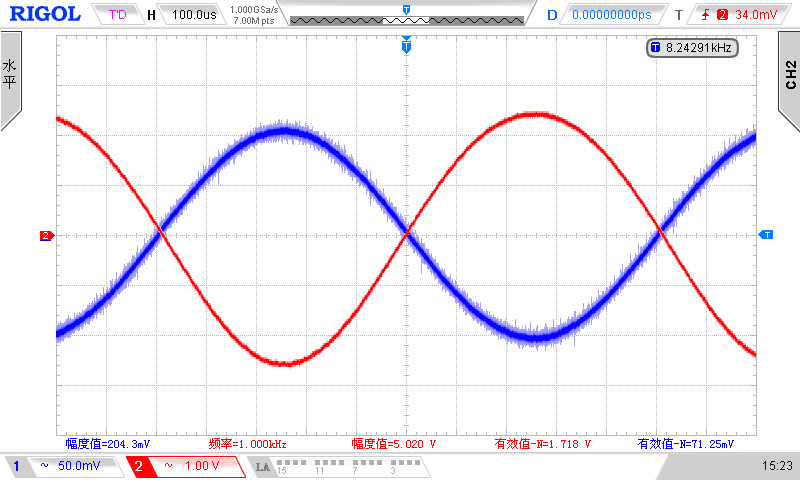 RIGOL T'D H 100.0us 1.000GSa/s 7.00M pts T D 0.00000000ps T 2 34.0mV
T 8.24291kHz
水平
CH2
T
2
T
幅度值=204.3mV 频率=1.000kHz 幅度值=5.020 V 有效值-N=1.718 V 有效值-N=71.25mV
1 ~ 50.0mV 2 ~ 1.00 V LA 15 11 7 3 15:23